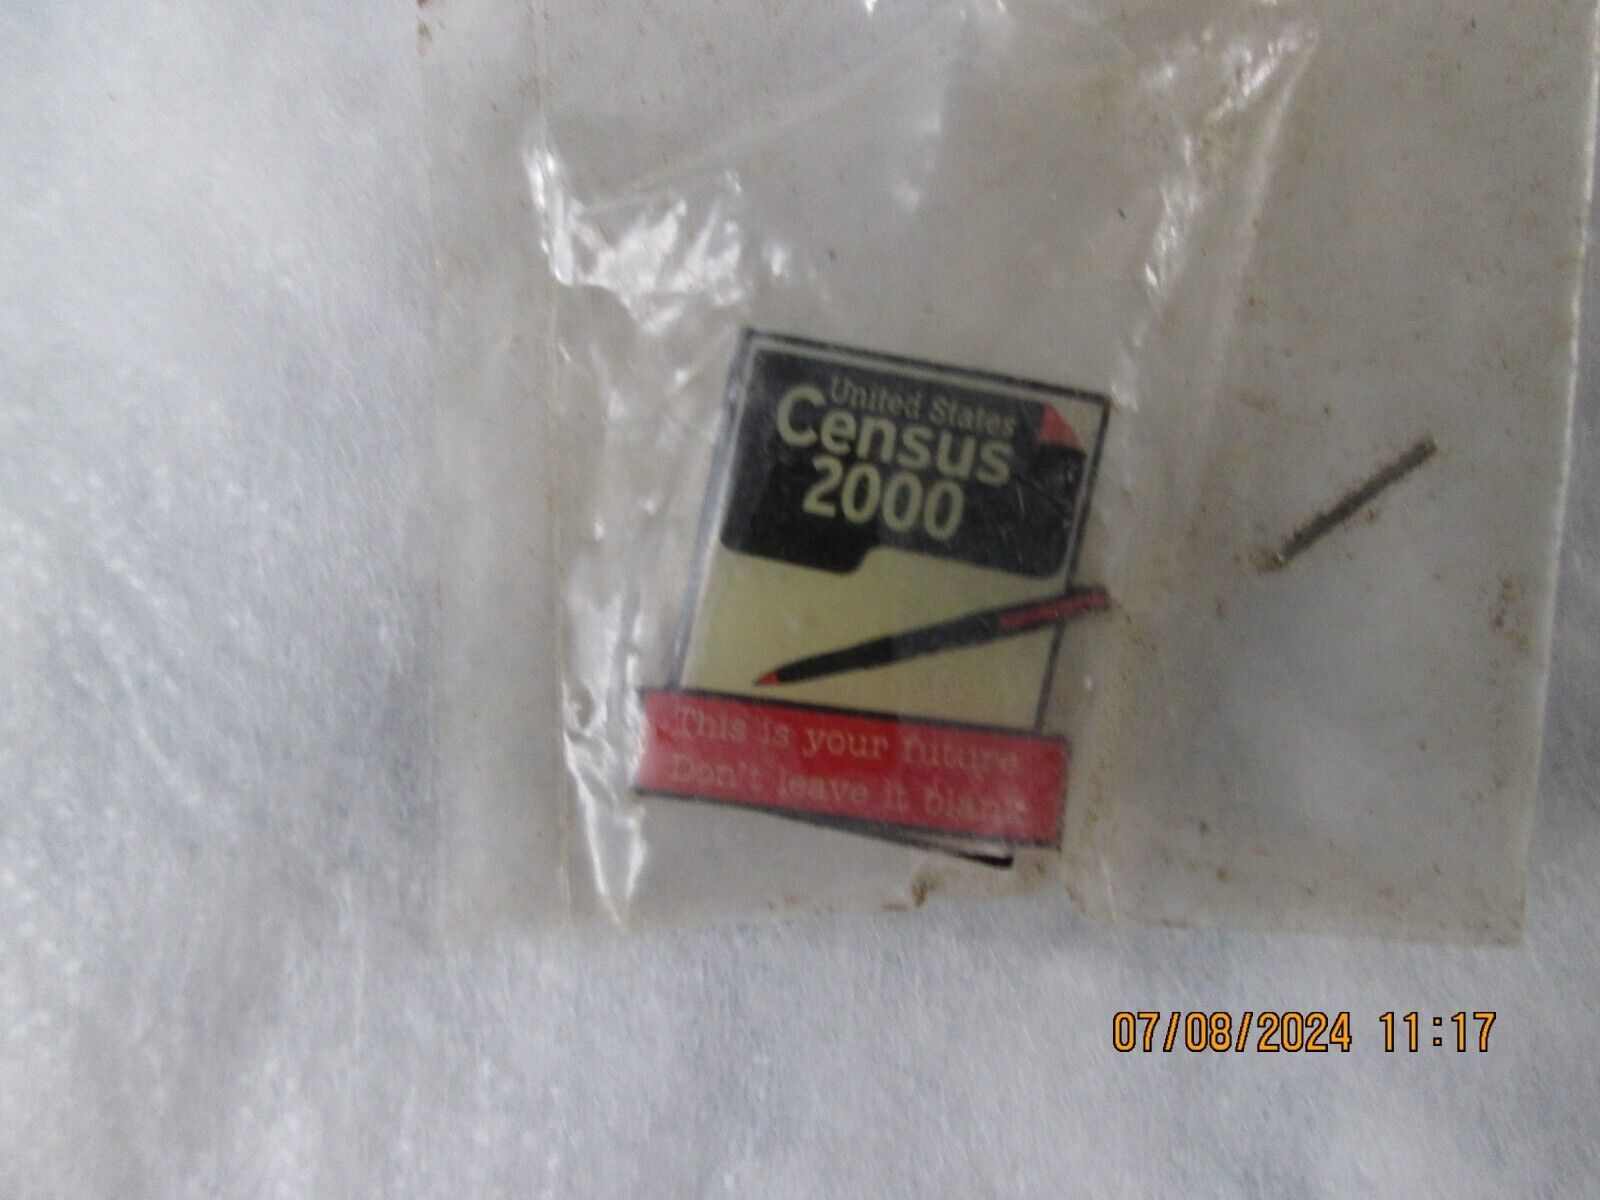 United States
Census
2000
This is your future
Don't leave it blank
07/08/2024 11:17